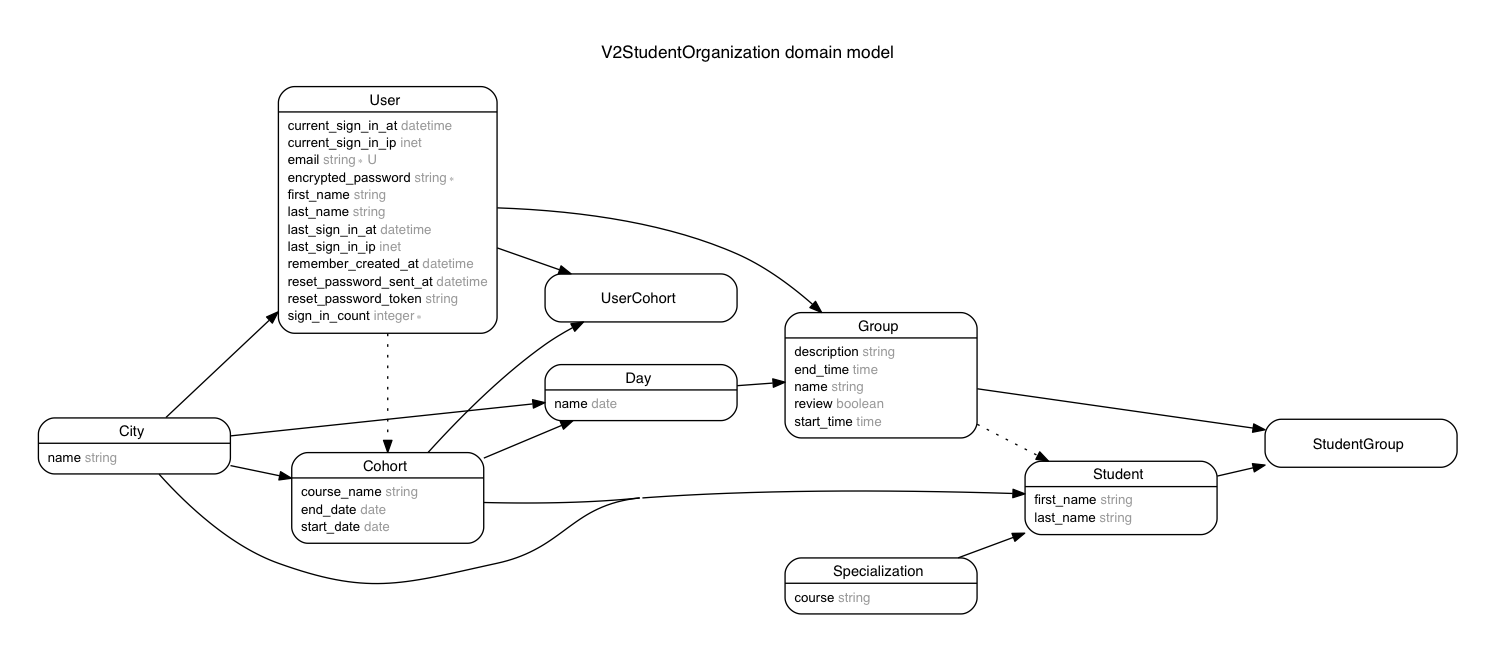 V2StudentOrganization domain model
User
current_sign_in_at datetime
current_sign_in_ip inet
email string * U
encrypted_password string *
first_name string
last_name string
last_sign_in_at datetime
last_sign_in_ip inet
remember_created_at datetime
reset_password_sent_at datetime
reset_password_token string
sign_in_count integer *
UserCohort
Group
description string
end_time time
name string
review boolean
start_time time
Day
name date
City
name string
Cohort
course_name string
end_date date
start_date date
StudentGroup
Student
first_name string
last_name string
Specialization
course string